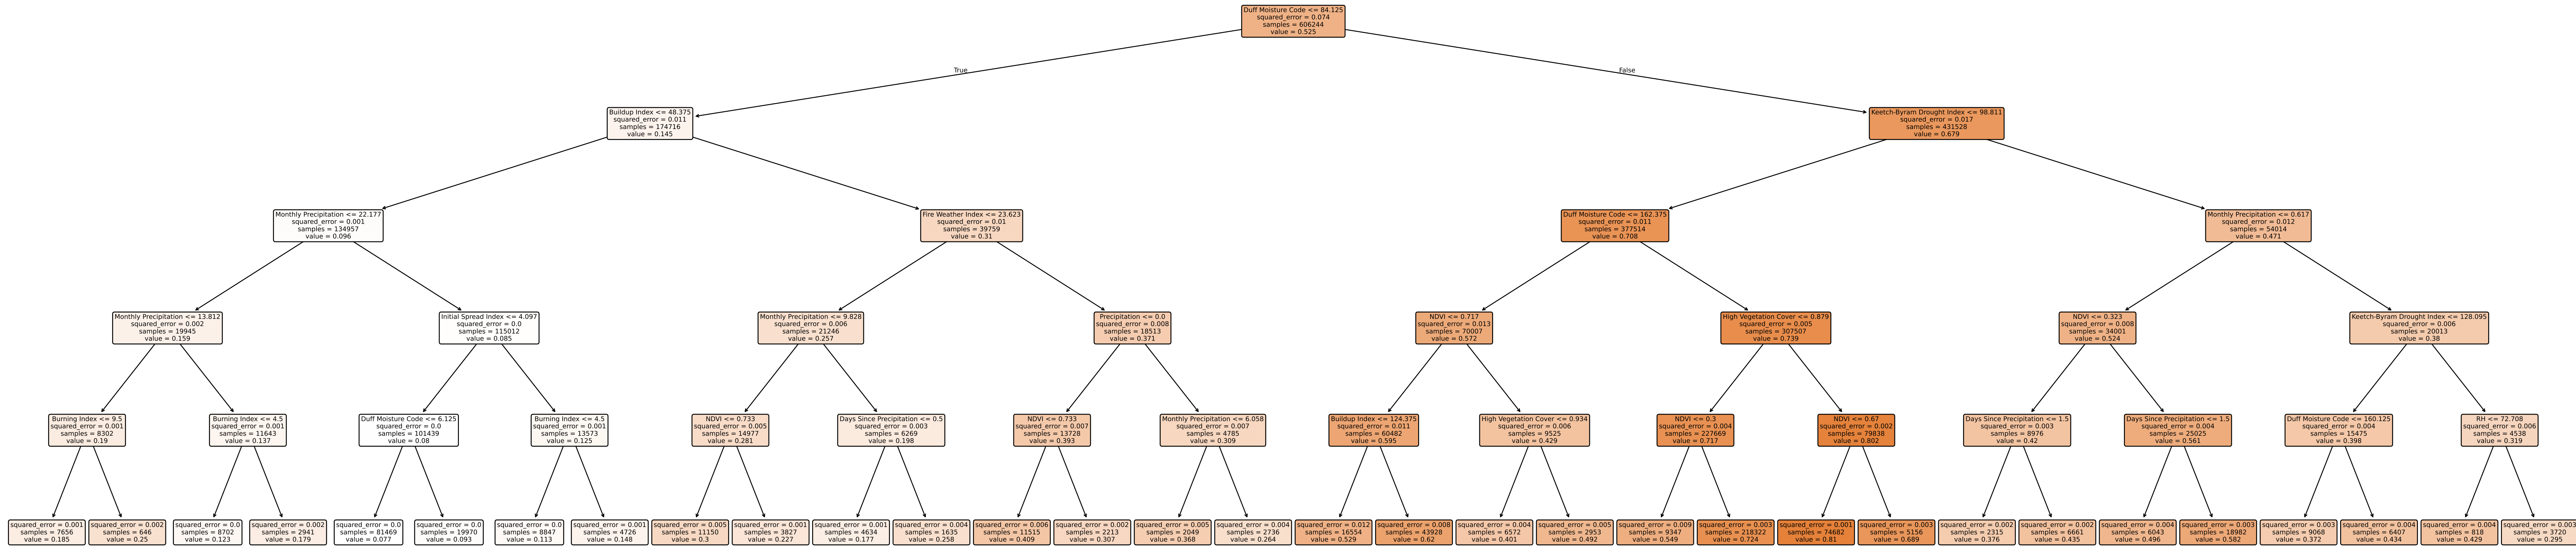 Duff Moisture Code <= 84.125
squared_error = 0.074
samples = 606244
value = 0.525
True
False
Buildup Index <= 48.375
squared_error = 0.011
samples = 174716
value = 0.145
Keetch-Byram Drought Index <= 98.811
squared_error = 0.017
samples = 431528
value = 0.679
Monthly Precipitation <= 22.177
squared_error = 0.001
samples = 134957
value = 0.096
Fire Weather Index <= 23.623
squared_error = 0.01
samples = 39759
value = 0.31
Duff Moisture Code <= 162.375
squared_error = 0.011
samples = 377514
value = 0.708
Monthly Precipitation <= 0.617
squared_error = 0.012
samples = 54014
value = 0.471
Monthly Precipitation <= 13.812
squared_error = 0.002
samples = 19945
value = 0.159
Initial Spread Index <= 4.097
squared_error = 0.0
samples = 115012
value = 0.085
Monthly Precipitation <= 9.828
squared_error = 0.006
samples = 21246
value = 0.257
Precipitation <= 0.0
squared_error = 0.008
samples = 18513
value = 0.371
NDVI <= 0.717
squared_error = 0.013
samples = 70007
value = 0.572
High Vegetation Cover <= 0.879
squared_error = 0.005
samples = 307507
value = 0.739
NDVI <= 0.323
squared_error = 0.008
samples = 34001
value = 0.524
Keetch-Byram Drought Index <= 128.095
squared_error = 0.006
samples = 20013
value = 0.38
Burning Index <= 9.5
squared_error = 0.001
samples = 8302
value = 0.19
Burning Index <= 4.5
squared_error = 0.001
samples = 11643
value = 0.137
Duff Moisture Code <= 6.125
squared_error = 0.0
samples = 101439
value = 0.08
Burning Index <= 4.5
squared_error = 0.001
samples = 13573
value = 0.125
NDVI <= 0.733
squared_error = 0.005
samples = 14977
value = 0.281
Days Since Precipitation <= 0.5
squared_error = 0.003
samples = 6269
value = 0.198
NDVI <= 0.733
squared_error = 0.007
samples = 13728
value = 0.393
Monthly Precipitation <= 6.058
squared_error = 0.007
samples = 4785
value = 0.309
Buildup Index <= 124.375
squared_error = 0.011
samples = 60482
value = 0.595
High Vegetation Cover <= 0.934
squared_error = 0.006
samples = 9525
value = 0.429
NDVI <= 0.3
squared_error = 0.004
samples = 227669
value = 0.717
NDVI <= 0.67
squared_error = 0.002
samples = 79838
value = 0.802
Days Since Precipitation <= 1.5
squared_error = 0.003
samples = 8976
value = 0.42
Days Since Precipitation <= 1.5
squared_error = 0.004
samples = 25025
value = 0.561
Duff Moisture Code <= 160.125
squared_error = 0.004
samples = 15475
value = 0.398
RH <= 72.708
squared_error = 0.006
samples = 4538
value = 0.319
squared_error = 0.001
samples = 7656
value = 0.185
squared_error = 0.002
samples = 646
value = 0.25
squared_error = 0.0
samples = 8702
value = 0.123
squared_error = 0.002
samples = 2941
value = 0.179
squared_error = 0.0
samples = 81469
value = 0.077
squared_error = 0.0
samples = 19970
value = 0.093
squared_error = 0.0
samples = 8847
value = 0.113
squared_error = 0.001
samples = 4726
value = 0.148
squared_error = 0.005
samples = 11150
value = 0.3
squared_error = 0.001
samples = 3827
value = 0.227
squared_error = 0.001
samples = 4634
value = 0.177
squared_error = 0.004
samples = 1635
value = 0.258
squared_error = 0.006
samples = 11515
value = 0.409
squared_error = 0.002
samples = 2213
value = 0.307
squared_error = 0.005
samples = 2049
value = 0.368
squared_error = 0.004
samples = 2736
value = 0.264
squared_error = 0.012
samples = 16554
value = 0.529
squared_error = 0.008
samples = 43928
value = 0.62
squared_error = 0.004
samples = 6572
value = 0.401
squared_error = 0.005
samples = 2953
value = 0.492
squared_error = 0.009
samples = 9347
value = 0.549
squared_error = 0.003
samples = 218322
value = 0.724
squared_error = 0.001
samples = 74682
value = 0.81
squared_error = 0.003
samples = 5156
value = 0.689
squared_error = 0.002
samples = 2315
value = 0.376
squared_error = 0.002
samples = 6661
value = 0.435
squared_error = 0.004
samples = 6043
value = 0.496
squared_error = 0.003
samples = 18982
value = 0.582
squared_error = 0.003
samples = 9068
value = 0.372
squared_error = 0.004
samples = 6407
value = 0.434
squared_error = 0.004
samples = 818
value = 0.429
squared_error = 0.003
samples = 3720
value = 0.295